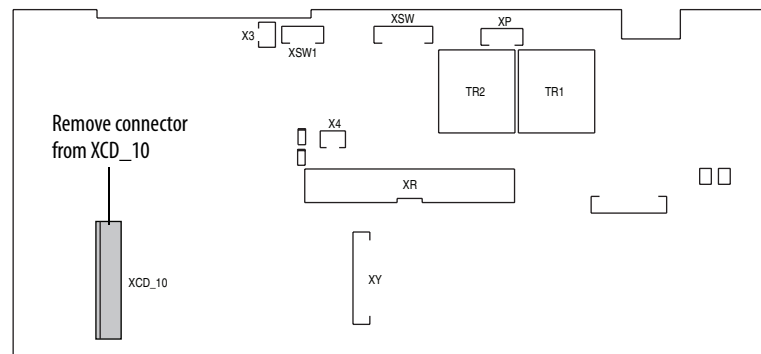 XSW
XP
X3
XSW1
TR2
TR1
Remove connector
from XCD_10
X4
XR
XCD_10
XY